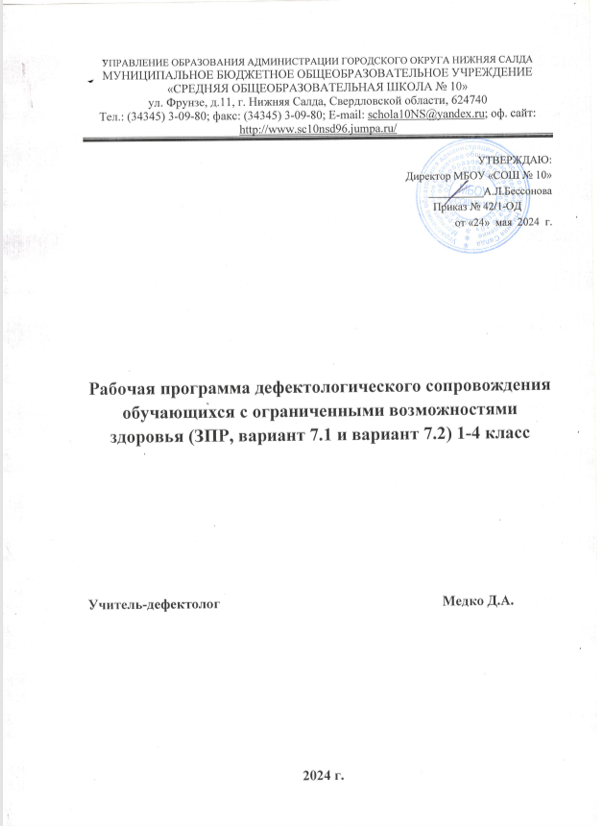 УПРАВЛЕНИЕ ОБРАЗОВАНИЯ АДМИНИСТРАЦИИ ГОРОДСКОГО ОКРУГА НИЖНЯЯ САЛДА
МУНИЦИПАЛЬНОЕ БЮДЖЕТНОЕ ОБЩЕОБРАЗОВАТЕЛЬНОЕ УЧРЕЖДЕНИЕ
«СРЕДНЯЯ ОБЩЕОБРАЗОВАТЕЛЬНАЯ ШКОЛА № 10»
ул. Фрунзе, д.11, г. Нижняя Салда, Свердловской области, 624740
Тел.: (34345) 3-09-80; факс: (34345) 3-09-80; E-mail: schola10NS@yandex.ru; оф. сайт:
http://www.sc10nsd96.jumpa.ru/
УТВЕРЖДАЮ:
Директор МБОУ «СОШ № 10»
А.Л.Бессонова
Приказ № 42/1-ОД
от «24» мая 2024 г.
Рабочая программа дефектологического сопровождения
обучающихся с ограниченными возможностями
здоровья (ЗПР, вариант 7.1 и вариант 7.2) 1-4 класс
Учитель-дефектолог Медко Д.А.
2024 г.